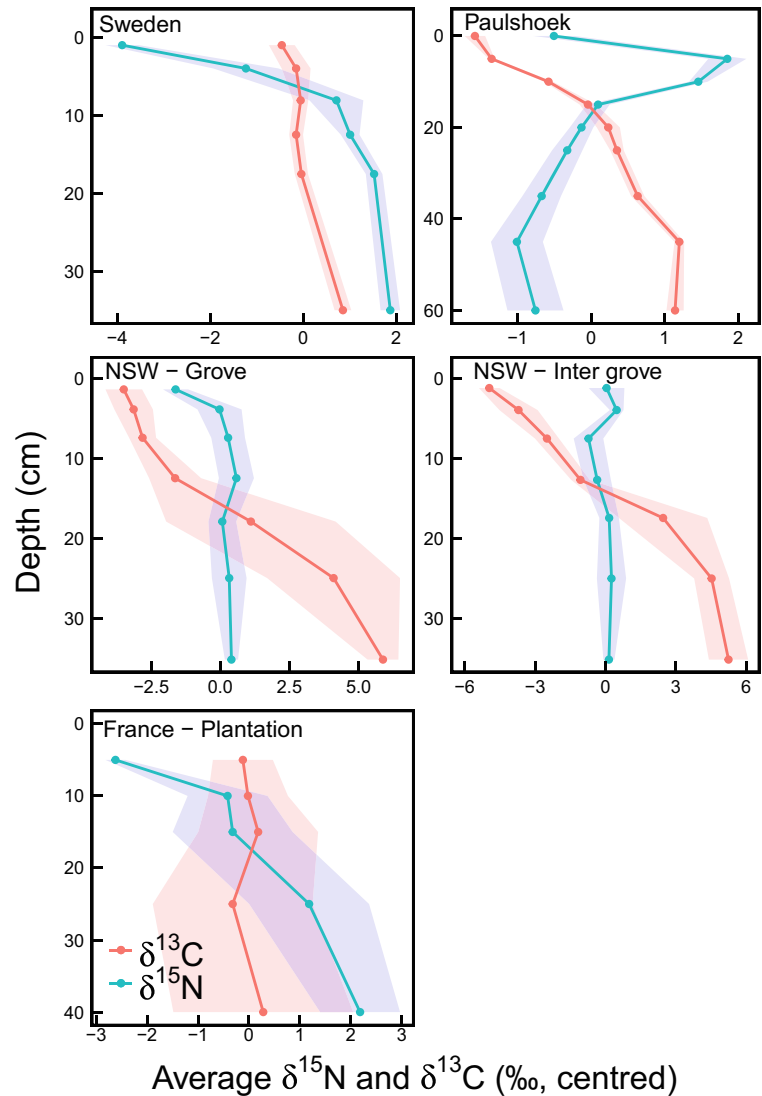 Sweden
0
10
20
30
−4 −2 0 2
Paulshoek
0
20
40
60
−1 0 1 2
NSW − Grove
0
10
20
30
−2.5 0.0 2.5 5.0
NSW − Inter grove
0
10
20
30
−6 −3 0 3 6
France − Plantation
0
10
20
30
40
δ¹³C
δ¹⁵N
−3 −2 −1 0 1 2 3
Depth (cm)
Average δ¹⁵N and δ¹³C (‰, centred)